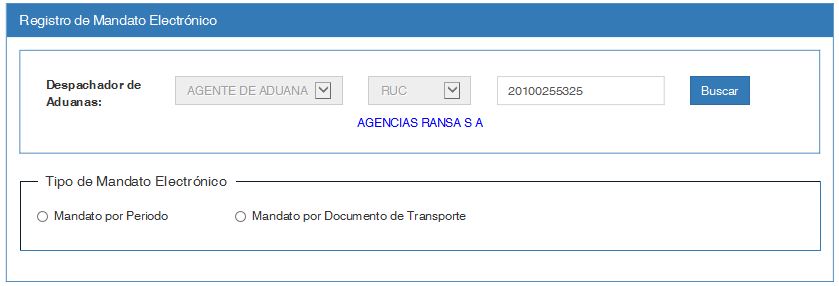 Registro de Mandato Electrónico
Despachador de
Aduanas:
AGENTE DE ADUANA
RUC
20100255325
Buscar
AGENCIAS RANSA S A
Tipo de Mandato Electrónico
Mandato por Periodo
Mandato por Documento de Transporte